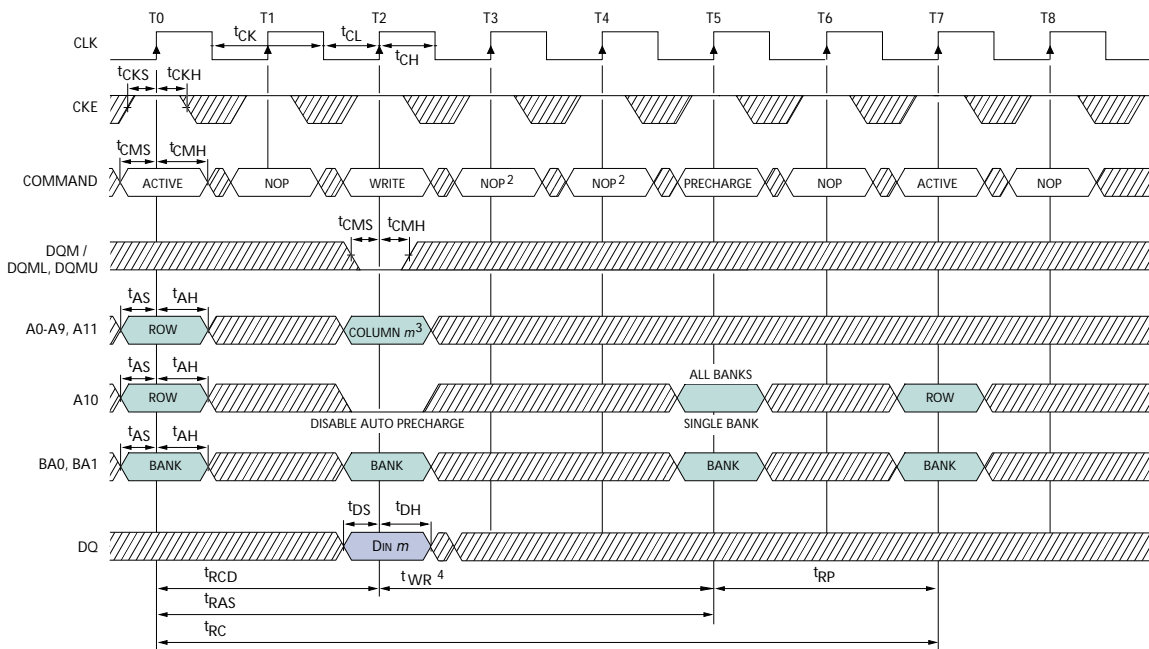 T0 T1 T2 T3 T4 T5 T6 T7 T8
CLK
tCK tCL tCH
tCKS tCKH
CKE
tCMS tCMH
COMMAND ACTIVE NOP WRITE NOP2 NOP2 PRECHARGE NOP ACTIVE NOP
tCMS tCMH
DQM /
DQML, DQMU
tAS tAH
A0-A9, A11 ROW COLUMN m3
tAS tAH ALL BANKS
A10 ROW ROW
DISABLE AUTO PRECHARGE SINGLE BANK
tAS tAH
BA0, BA1 BANK BANK BANK BANK
tDS tDH
DQ DIN m
tRCD tWR 4 tRP
tRAS
tRC